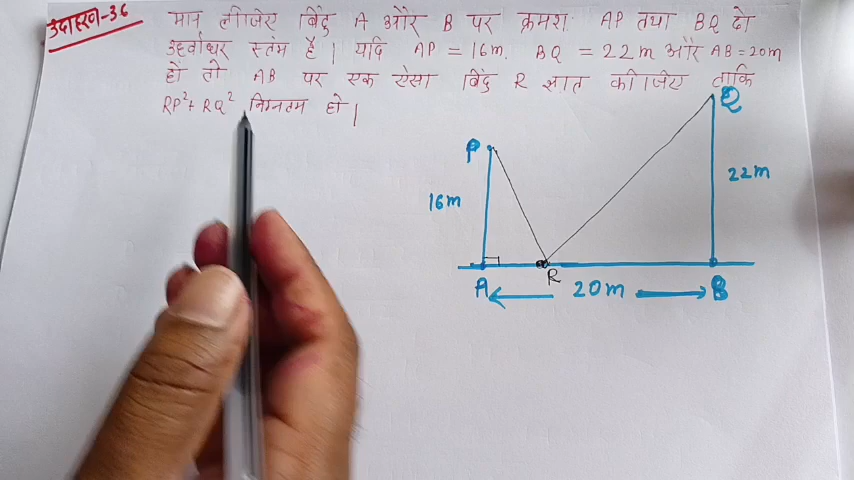 उदाहरण-36
मान लीजिए बिंदु A और B पर क्रमश: AP तथा BQ दो
उर्ध्वाधर स्तंभ है | यदि AP = 16m. BQ = 22m और AB = 20m
हो तो AB पर एक ऐसा बिंदु R ज्ञात कीजिए ताकि
RP²+ RQ² निम्नतम हो |
P
Q
16m
22m
R
A
20m
B